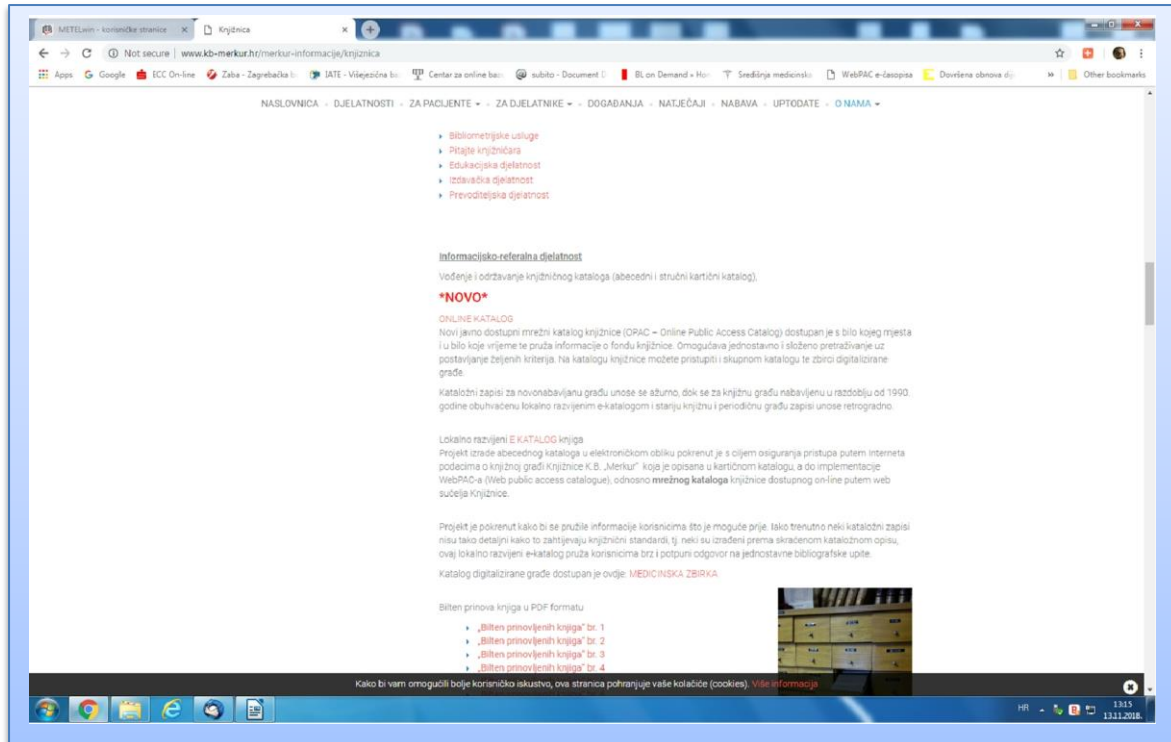 METELwin - korisničke stranice
Knjižnica
Not secure | www.kb-merkur.hr/merkur-informacije/knjiznica
Apps Google ECC On-line Zaba - Zagrebačka b IATE - Višejezična ba Centar za online baz subito - Document D BL on Demand » Ho Središnja medicinska WebPAC e-časopisa Dovršena obnova dij » Other bookmarks
NASLOVNICA DJELATNOSTI ZA PACIJENTE ZA DJELATNIKE DOGAĐANJA NATJEČAJI NABAVA UPTODATE O NAMA
Bibliometrijske usluge
Pitajte knjižničara
Edukacijska djelatnost
Izdavačka djelatnost
Prevoditeljska djelatnost
Informacijsko-referalna djelatnost
Vođenje i održavanje knjižničnog kataloga (abecedni i stručni kartični katalog),
*NOVO*
ONLINE KATALOG
Novi javno dostupni mrežni katalog knjižnice (OPAC – Online Public Access Catalog) dostupan je s bilo kojeg mjesta
i u bilo koje vrijeme te pruža informacije o fondu knjižnice. Omogućava jednostavno i složeno pretraživanje uz
postavljanje željenih kriterija. Na katalogu knjižnice možete pristupiti i skupnom katalogu te zbirci digitalizirane
građe.
Kataložni zapisi za novonabavljanu građu unose se ažurno, dok se za knjižnu građu nabavljenu u razdoblju od 1990.
godine obuhvaćenu lokalno razvijenim e-katalogom i stariju knjižnu i periodičnu građu zapisi unose retrogradno.
Lokalno razvijeni E KATALOG knjiga
Projekt izrade abecednog kataloga u elektroničkom obliku pokrenut je s ciljem osiguranja pristupa putem Interneta
podacima o knjižnoj građi Knjižnice K.B. „Merkur" koja je opisana u kartičnom katalogu, a do implementacije
WebPAC-a (Web public access catalogue), odnosno mrežnog kataloga knjižnice dostupnog on-line putem web
sučelja Knjižnice.
Projekt je pokrenut kako bi se pružile informacije korisnicima što je moguće prije. Iako trenutno neki kataložni zapisi
nisu tako detaljni kako to zahtijevaju knjižnični standardi, tj. neki su izrađeni prema skraćenom kataložnom opisu,
ovaj lokalno razvijeni e-katalog pruža korisnicima brz i potpuni odgovor na jednostavne bibliografske upite.
Katalog digitalizirane građe dostupan je ovdje: MEDICINSKA ZBIRKA
Bilten prinova knjiga u PDF formatu
„Bilten prinovljenih knjiga" br. 1
„Bilten prinovljenih knjiga" br. 2
„Bilten prinovljenih knjiga" br. 3
„Bilten prinovljenih knjiga" br. 4
Kako bi vam omogućili bolje korisničko iskustvo, ova stranica pohranjuje vaše kolačiće (cookies). Više informacija
HR
13:15
13.11.2018.